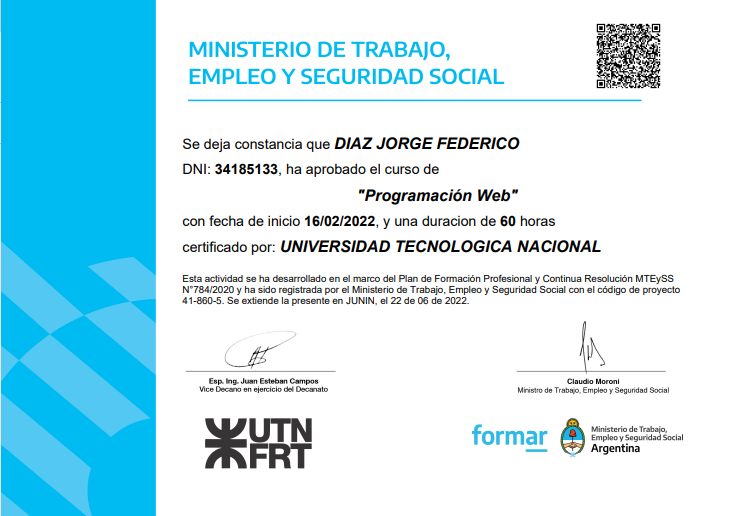 MINISTERIO DE TRABAJO,
EMPLEO Y SEGURIDAD SOCIAL
Se deja constancia que DIAZ JORGE FEDERICO
DNI: 34185133, ha aprobado el curso de
"Programación Web"
con fecha de inicio 16/02/2022, y una duracion de 60 horas
certificado por: UNIVERSIDAD TECNOLOGICA NACIONAL
Esta actividad se ha desarrollado en el marco del Plan de Formación Profesional y Continua Resolución MTEySS
N°784/2020 y ha sido registrada por el Ministerio de Trabajo, Empleo y Seguridad Social con el código de proyecto
41-860-5. Se extiende la presente en JUNIN, el 22 de 06 de 2022.
Esp. Ing. Juan Esteban Campos
Vice Decano en ejercicio del Decanato
Claudio Moroni
Ministro de Trabajo, Empleo y Seguridad Social
UTN
FRT
formar
Ministerio de Trabajo,
Empleo y Seguridad Social
Argentina